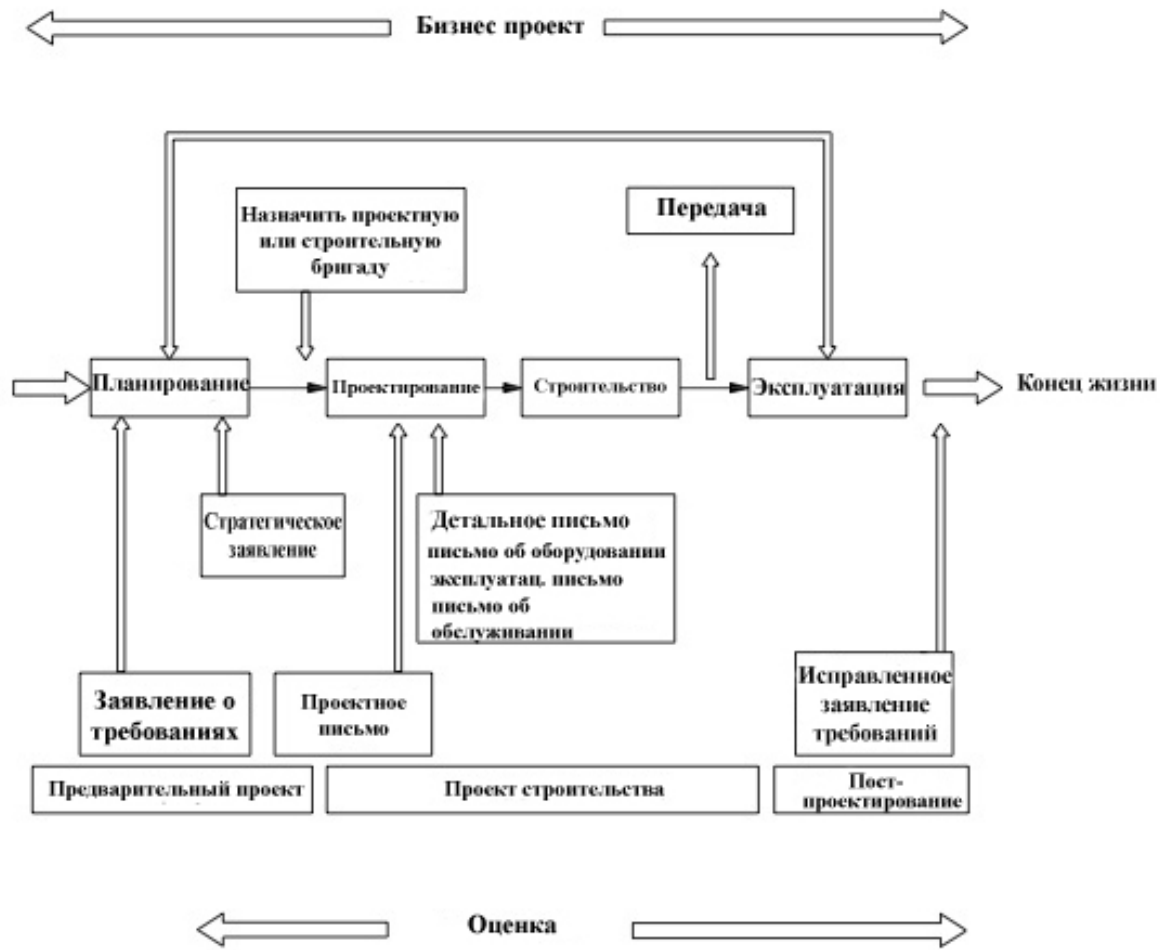 Бизнес проект
Назначить проектную
или строительную
бригаду
Передача
Планирование
Проектирование
Строительство
Эксплуатация
Конец жизни
Стратегическое
заявление
Детальное письмо
письмо об оборудовании
эксплуатац. письмо
письмо об
обслуживании
Заявление о
требованиях
Проектное
письмо
Исправленное
заявление
требований
Предварительный проект
Проект строительства
Пост-
проектирование
Оценка